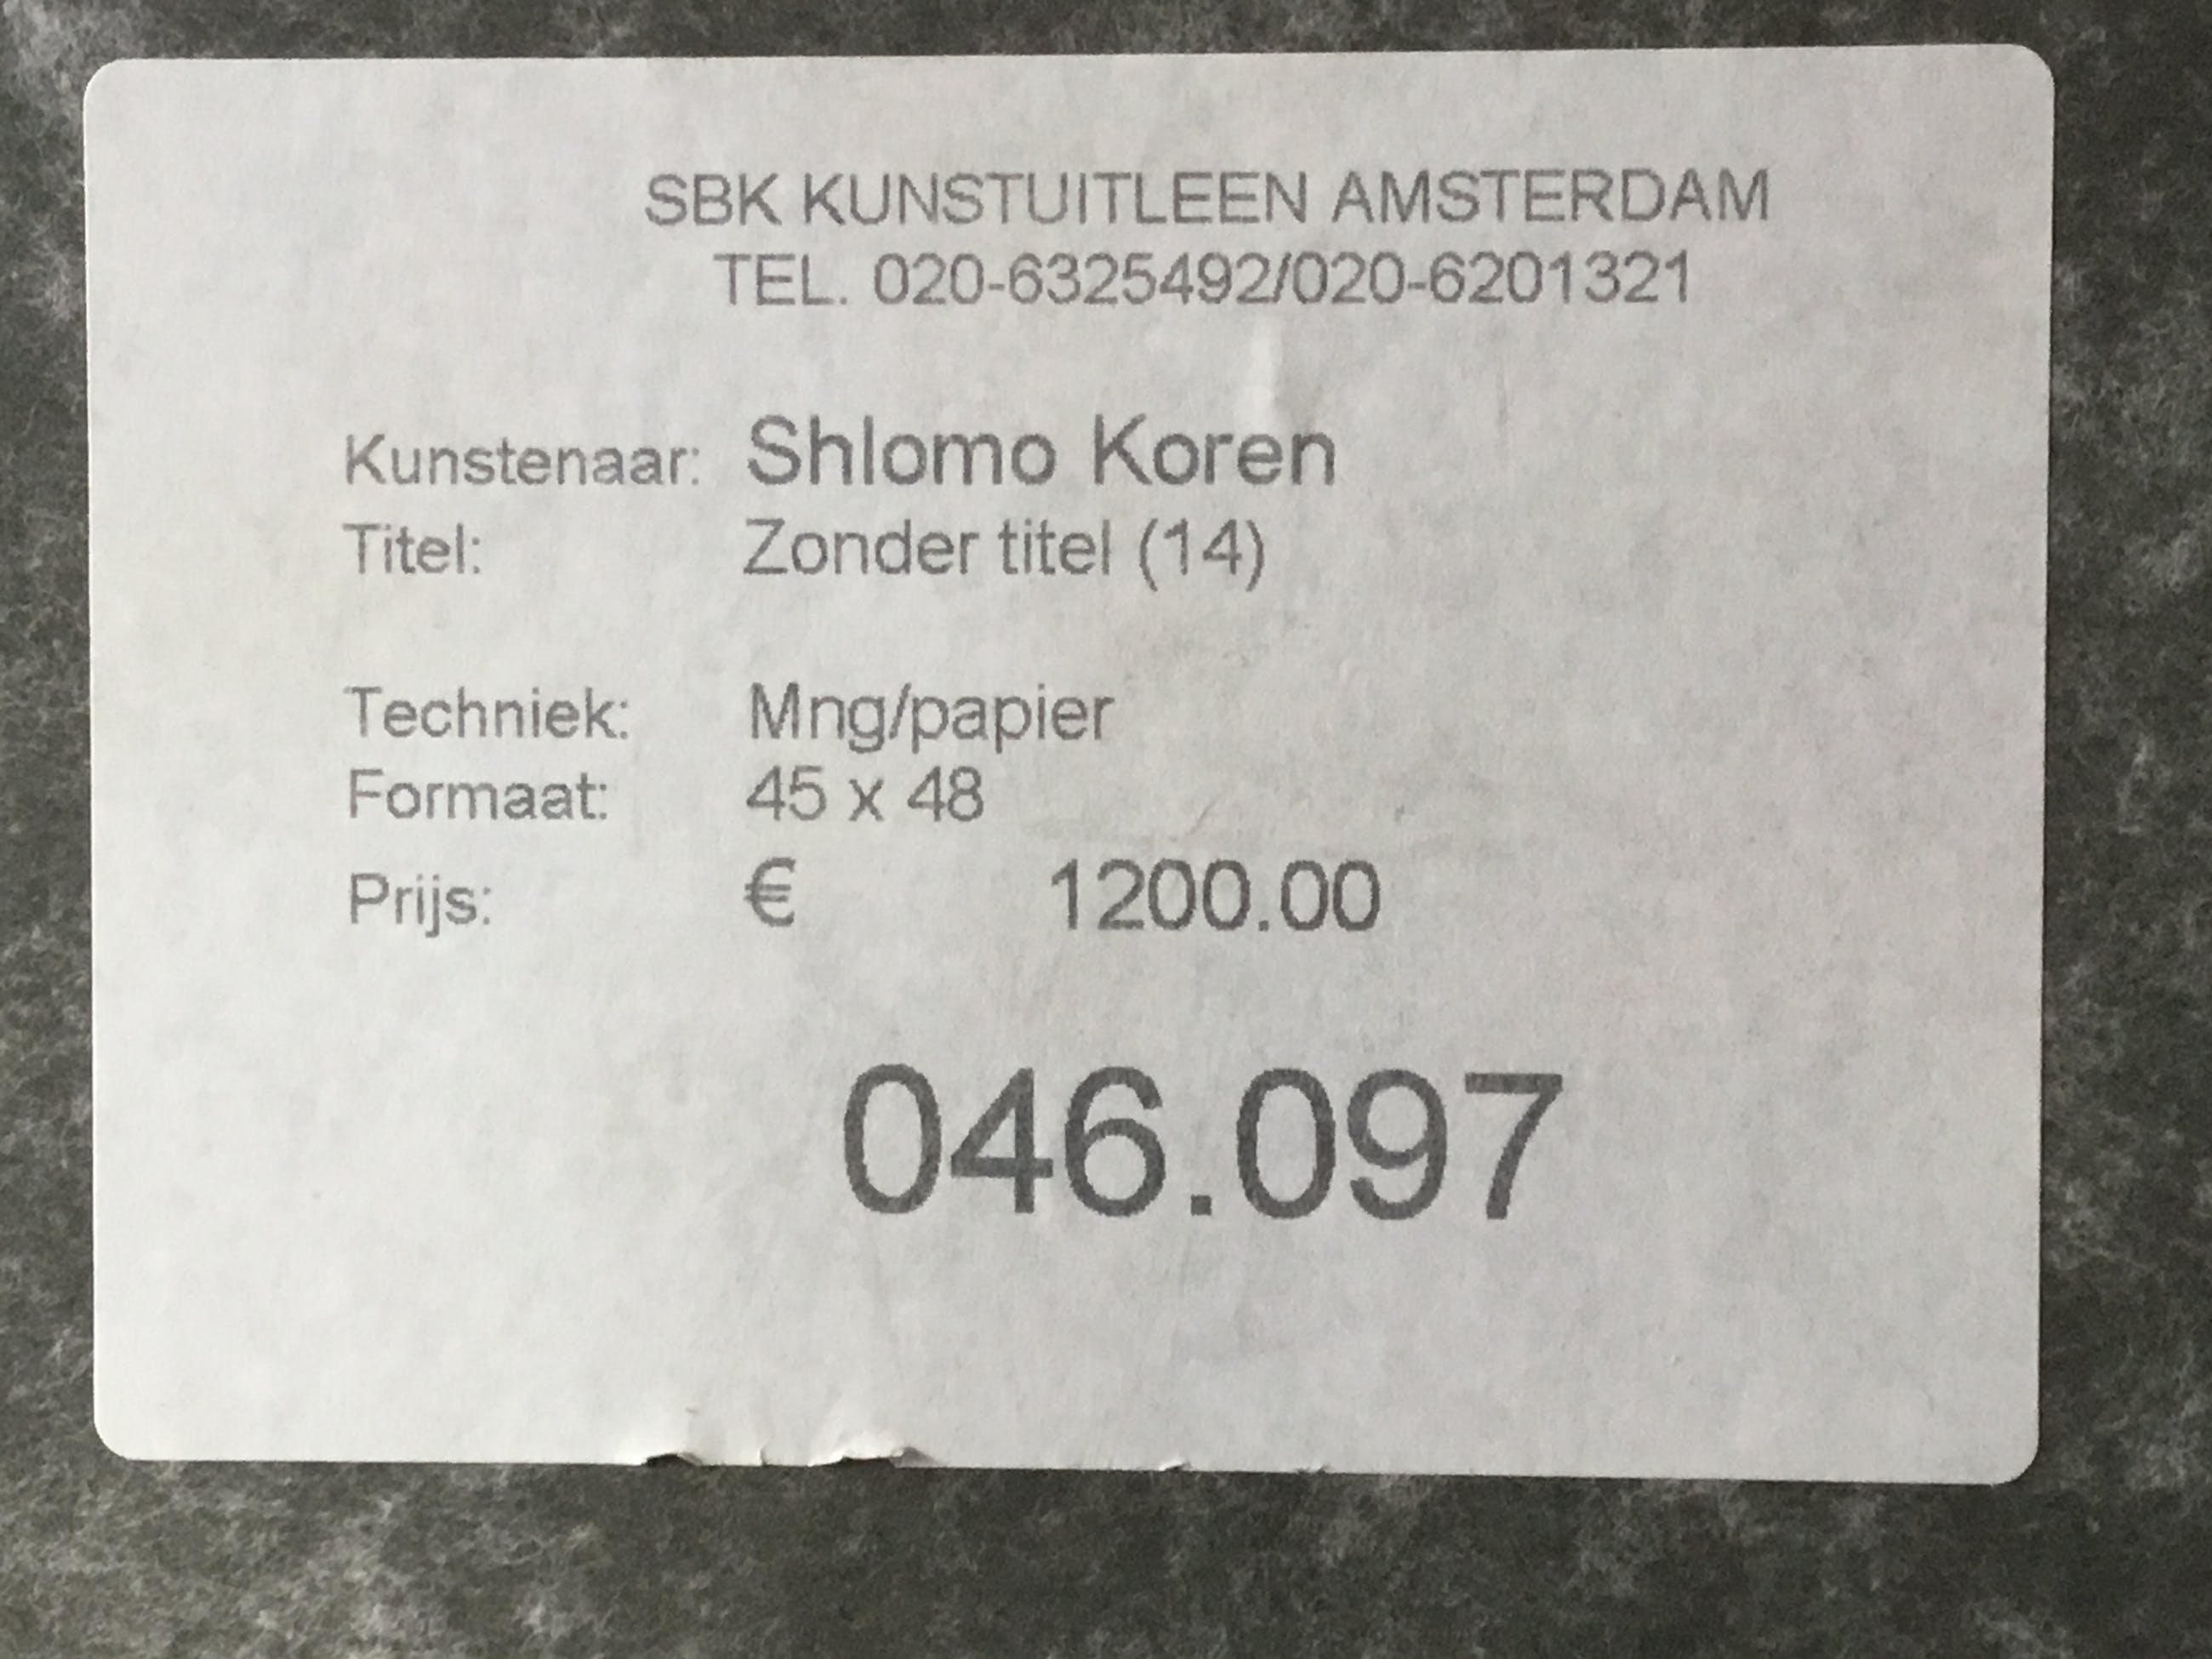 SBK KUNSTUITLEEN AMSTERDAM
TEL. 020-6325492/020-6201321
Kunstenaar: Shlomo Koren
Titel: Zonder titel (14)
Techniek: Mng/papier
Formaat: 45 x 48
Prijs: € 1200.00
046.097